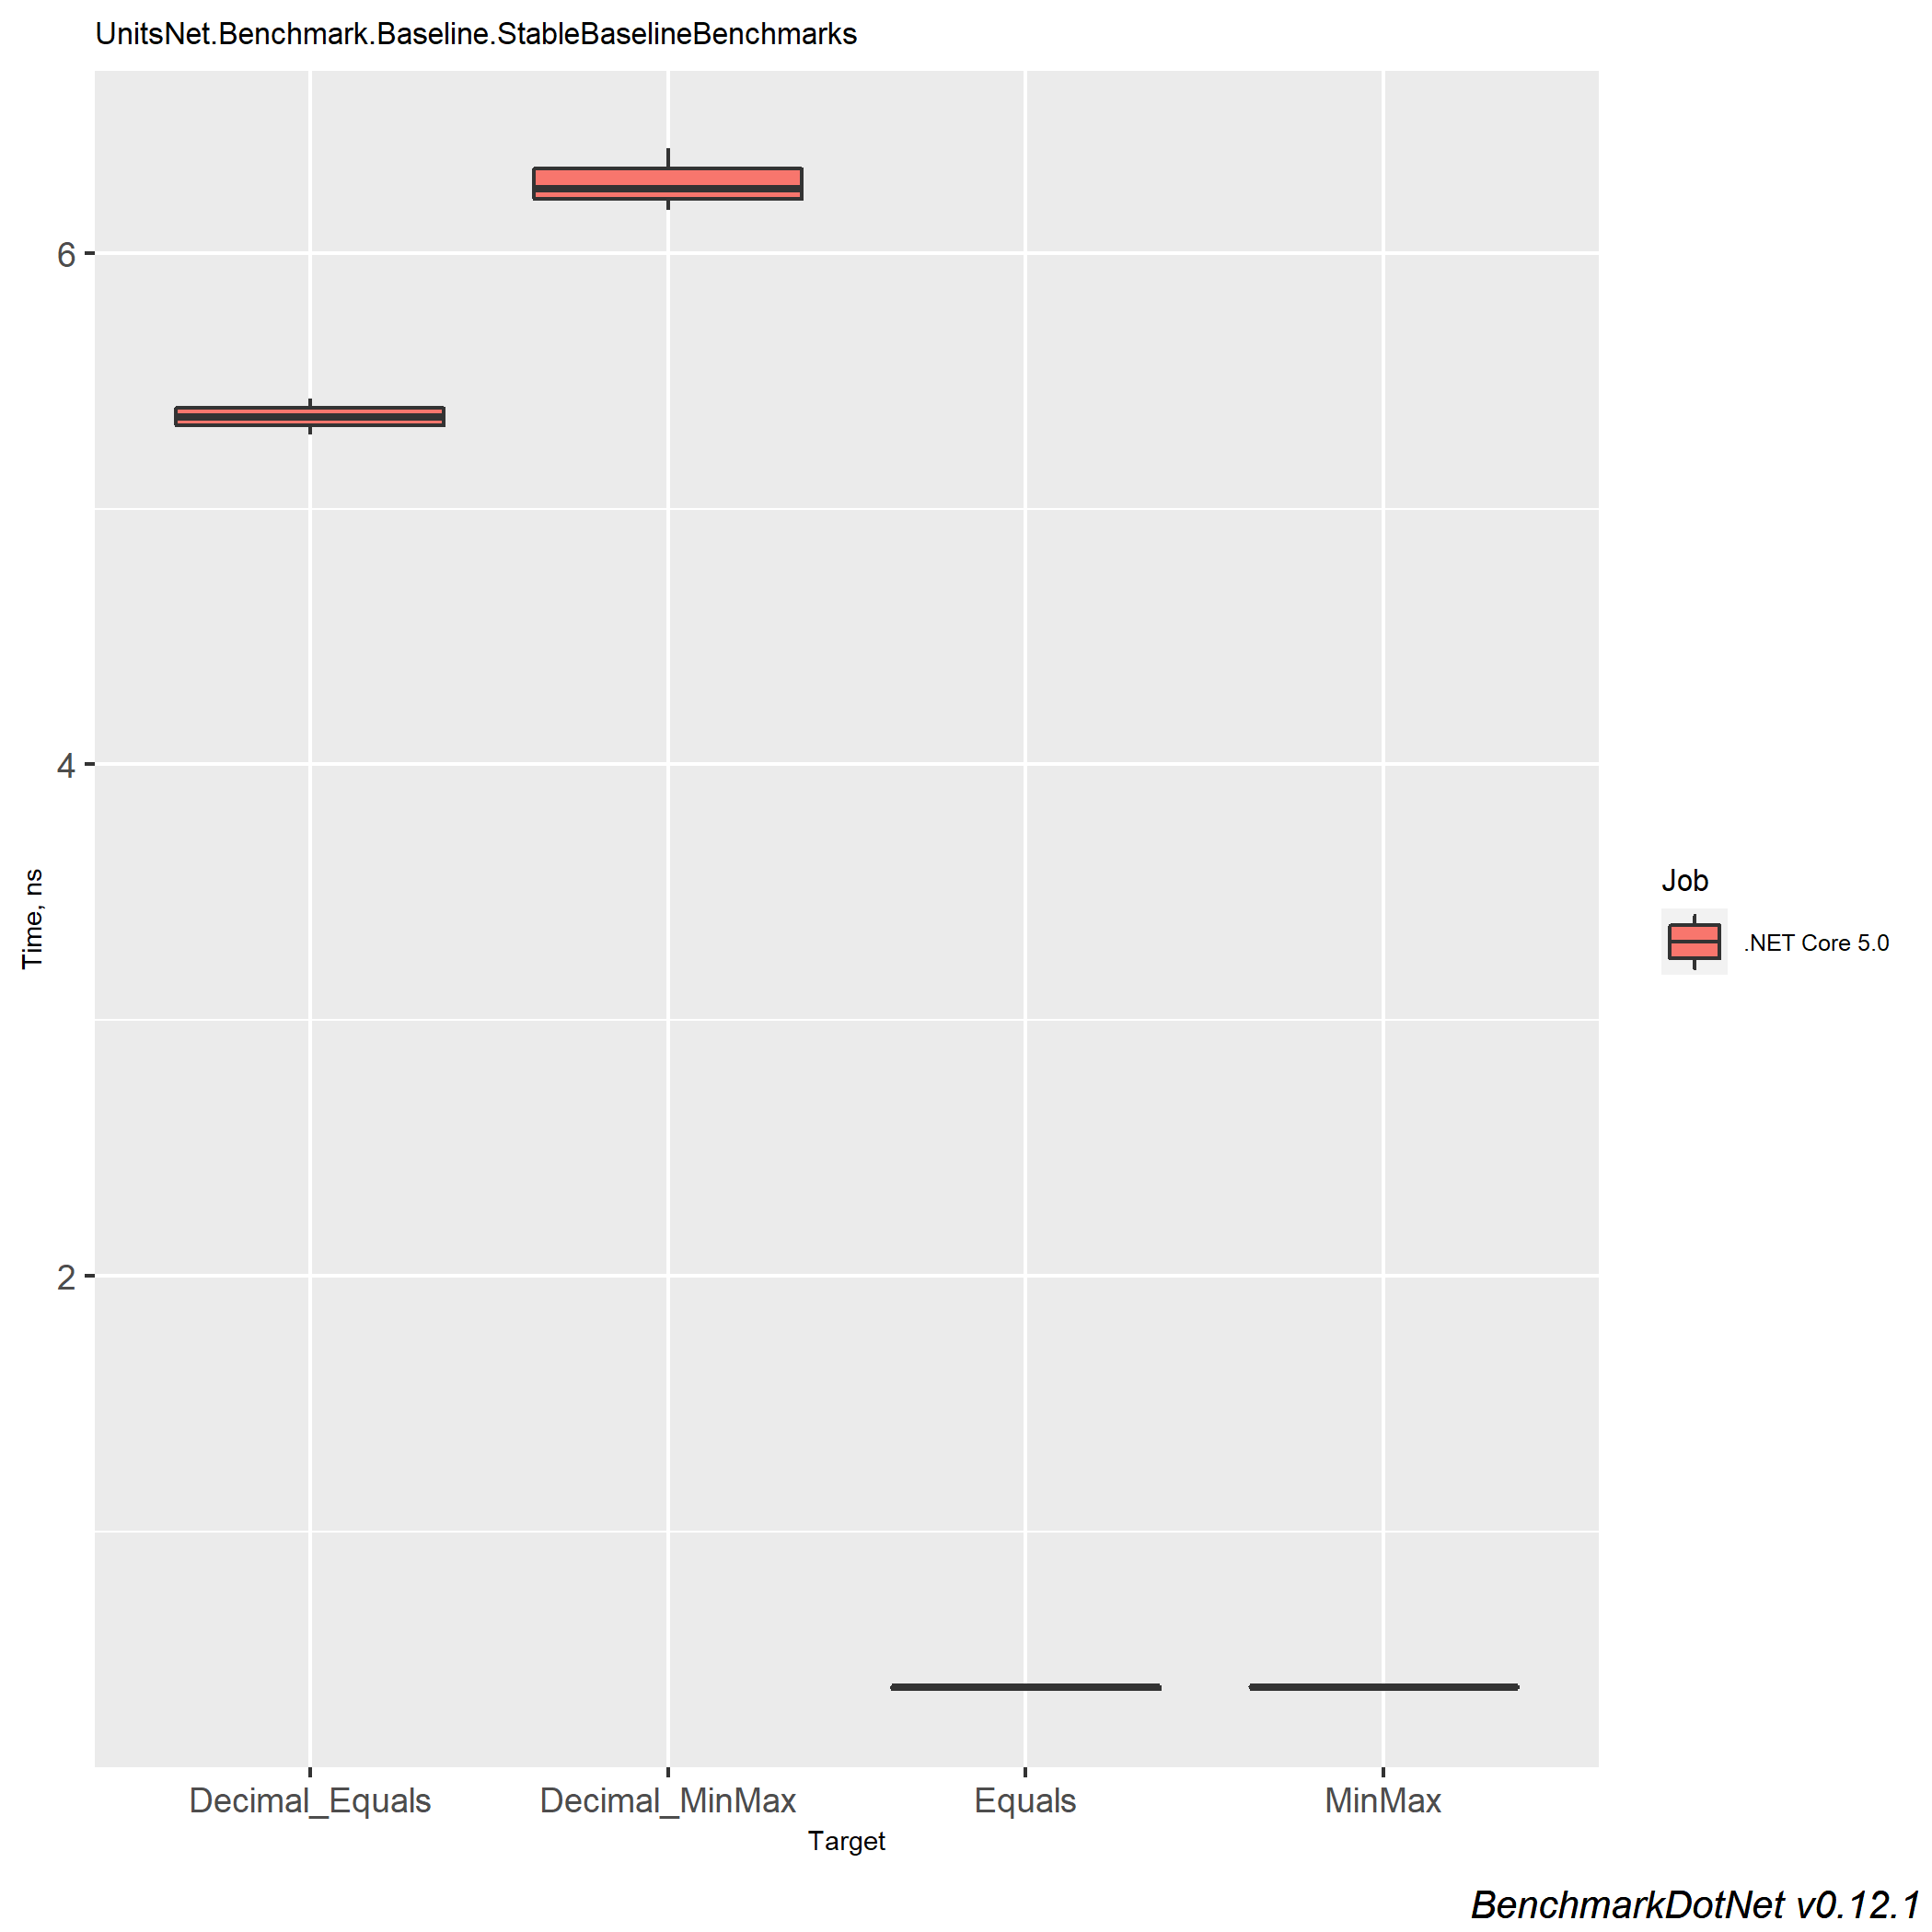 UnitsNet.Benchmark.Baseline.StableBaselineBenchmarks
6
4
2
Time, ns
Decimal_Equals
Decimal_MinMax
Equals
MinMax
Target
Job
.NET Core 5.0
BenchmarkDotNet v0.12.1